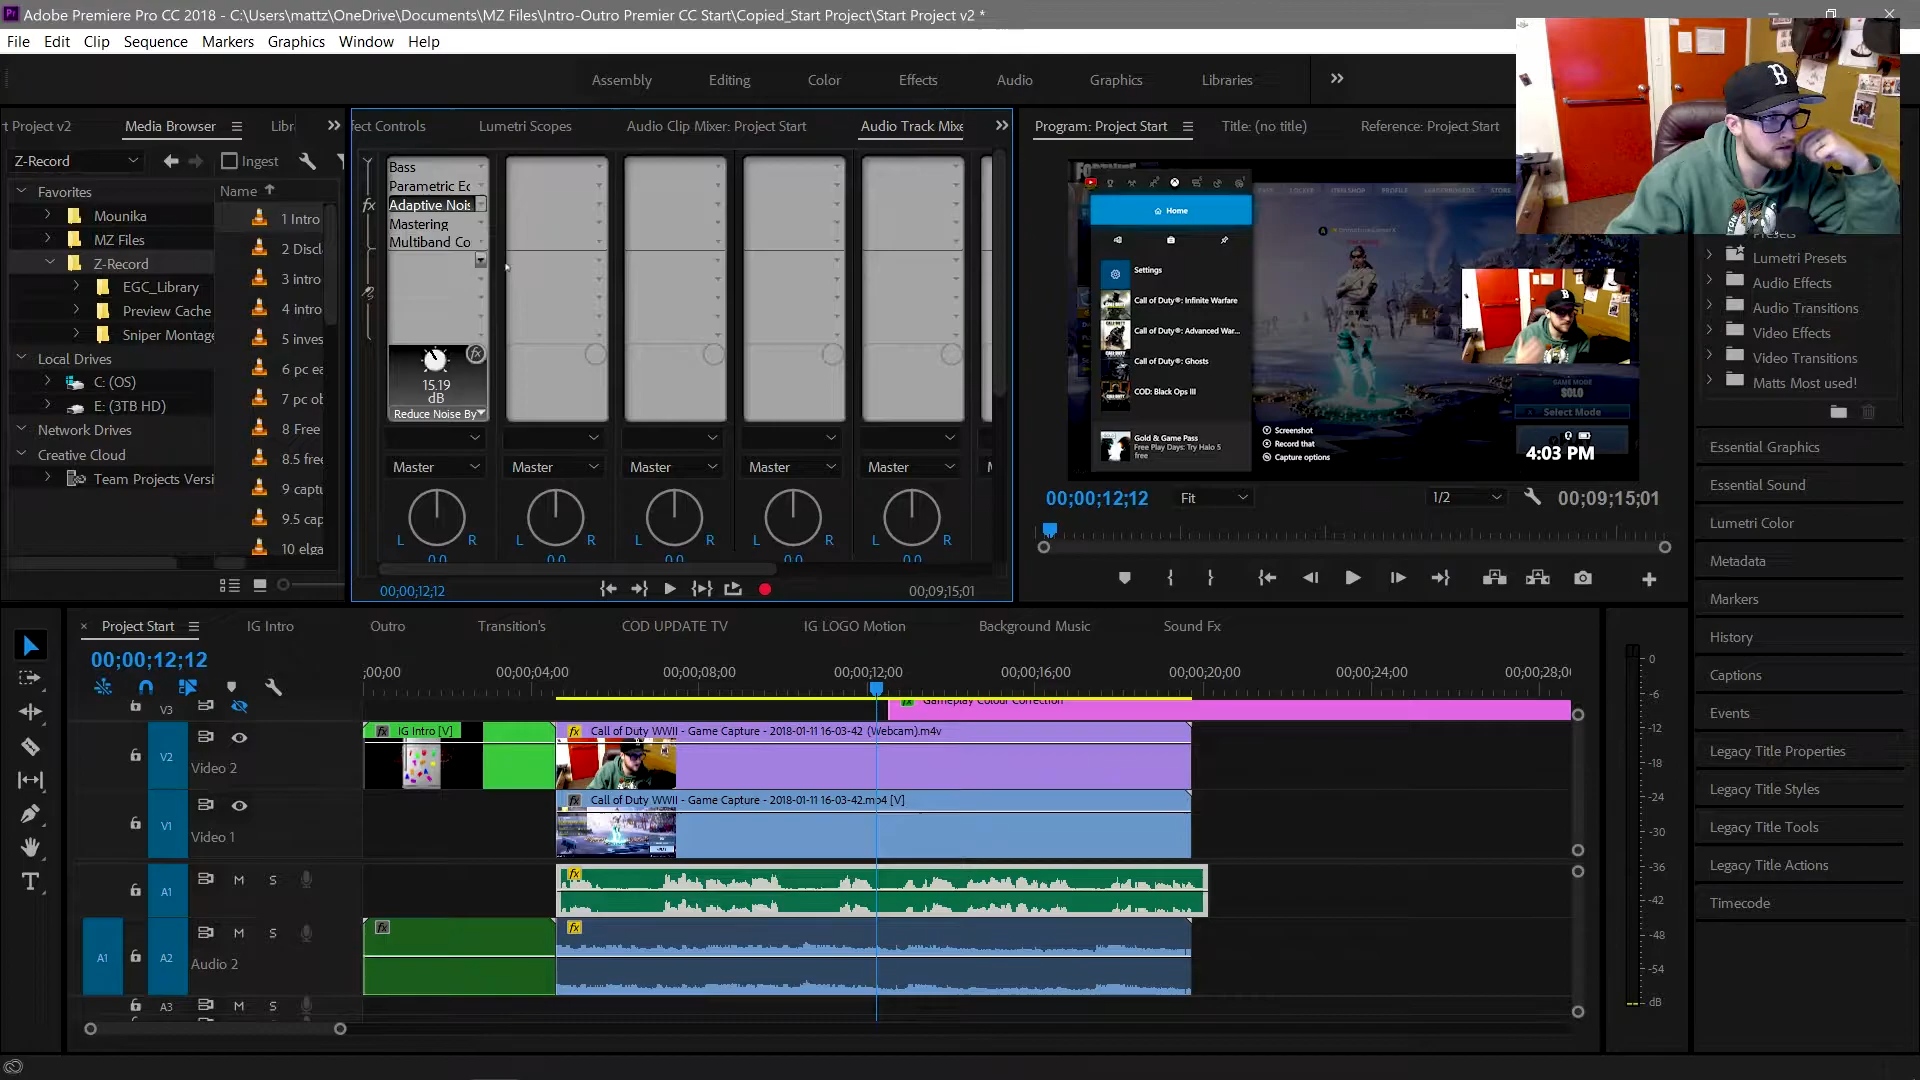 Adobe Premiere Pro CC 2018 - C:\Users\mattz\OneDrive\Documents\MZ Files\Intro-Outro Premier CC Start\Copied_Start Project\Start Project v2 *
File Edit Clip Sequence Markers Graphics Window Help
Assembly Editing Color Effects Audio Graphics Libraries
t Project v2 Media Browser Libr
Z-Record Ingest
Favorites
Mounika
MZ Files
Z-Record
EGC_Library
Preview Cache
Sniper Montage
Local Drives
C: (OS)
E: (3TB HD)
Network Drives
Creative Cloud
Team Projects Versi
Name
1 Intro
2 Discl
3 intro
4 intro
5 inves
6 pc ea
7 pc ob
8 Free
8.5 free
9 captu
9.5 cap
10 elga
fect Controls Lumetri Scopes Audio Clip Mixer: Project Start Audio Track Mixe
Bass
Parametric Ec
Adaptive Nois
Mastering
Multiband Co
15.19
dB
Reduce Noise By
Master Master Master Master Master
L R L R L R L R L R
0.0 0.0 0.0 0.0 0.0
00;00;12;12 00;09;15;01
Program: Project Start Title: (no title) Reference: Project Start
Home
Settings
Call of Duty®: Infinite Warfare
Call of Duty®: Advanced War...
Call of Duty®: Ghosts
COD: Black Ops III
Gold & Game Pass
Free Play Days: Try Halo 5
free
Screenshot
Record that
Capture options
GAME MODE
SOLO
Select Mode
4:03 PM
00;00;12;12 Fit 1/2 00;09;15;01
Presets
Lumetri Presets
Audio Effects
Audio Transitions
Video Effects
Video Transitions
Matts Most used!
Essential Graphics
Essential Sound
Lumetri Color
Metadata
Markers
History
Captions
Events
Legacy Title Properties
Legacy Title Styles
Legacy Title Tools
Legacy Title Actions
Timecode
Project Start IG Intro Outro Transition's COD UPDATE TV IG LOGO Motion Background Music Sound Fx
00;00;12;12
;00;00 00;00;04;00 00;00;08;00 00;00;12;00 00;00;16;00 00;00;20;00 00;00;24;00 00;00;28;0
V3
Gameplay Colour Correction
V2 Video 2
IG Intro [V]
Call of Duty WWII - Game Capture - 2018-01-11 16-03-42 (Webcam).m4v
V1 Video 1
Call of Duty WWII - Game Capture - 2018-01-11 16-03-42.mp4 [V]
A1 M S
A1 A2 M S
Audio 2
A3 M S
0
-6
-12
-18
-24
-30
-36
-42
-48
-54
dB